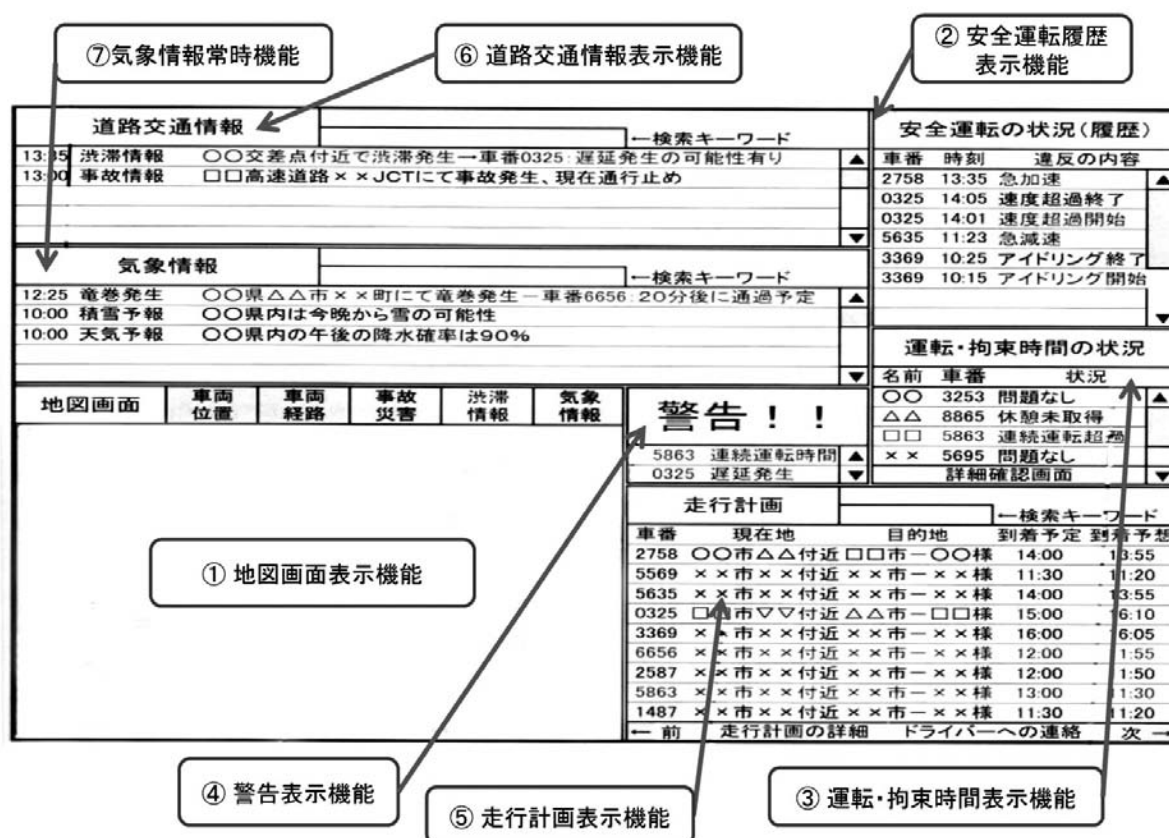 ⑦気象情報常時機能
⑥ 道路交通情報表示機能
② 安全運転履歴
表示機能
道路交通情報
←検索キーワード
13:35 渋滞情報 〇〇交差点付近で渋滞発生→車番0325:遅延発生の可能性有り
13:00 事故情報 □□高速道路××JCTにて事故発生、現在通行止め
気象情報
←検索キーワード
12:25 竜巻発生 〇〇県△△市××町にて竜巻発生－車番6656:20分後に通過予定
10:00 積雪予報 〇〇県内は今晩から雪の可能性
10:00 天気予報 〇〇県内の午後の降水確率は90%
安全運転の状況(履歴)
車番 時刻 違反の内容
2758 13:35 急加速
0325 14:05 速度超過終了
0325 14:01 速度超過開始
5635 11:23 急減速
3369 10:25 アイドリング終了
3369 10:15 アイドリング開始
運転・拘束時間の状況
名前 車番 状況
〇〇 3253 問題なし
△△ 8865 休憩未取得
□□ 5863 連続運転超過
×× 5695 問題なし
詳細確認画面
地図画面 車両位置 車両経路 事故災害 渋滞情報 気象情報
警告!!
5863 連続運転時間
0325 遅延発生
① 地図画面表示機能
走行計画
←検索キーワード
車番 現在地 目的地 到着予定 到着予想
2758 〇〇市△△付近 □□市－〇〇様 14:00 13:55
5569 ××市××付近 ××市－××様 11:30 11:20
5635 ××市××付近 ××市－××様 14:00 13:55
0325 □□市▽▽付近 △△市－□□様 15:00 16:10
3369 ××市××付近 ××市－××様 16:00 16:05
6656 ××市××付近 ××市－××様 12:00 1:55
2587 ××市××付近 ××市－××様 12:00 1:50
5863 ××市××付近 ××市－××様 13:00 11:30
1487 ××市××付近 ××市－××様 11:30 11:20
← 前 走行計画の詳細 ドライバーへの連絡 次 →
④ 警告表示機能
⑤ 走行計画表示機能
③ 運転・拘束時間表示機能